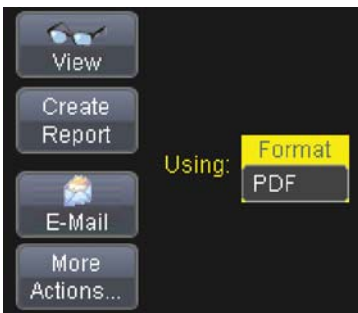 View
Create
Report
Using:
Format
PDF
E-Mail
More
Actions...